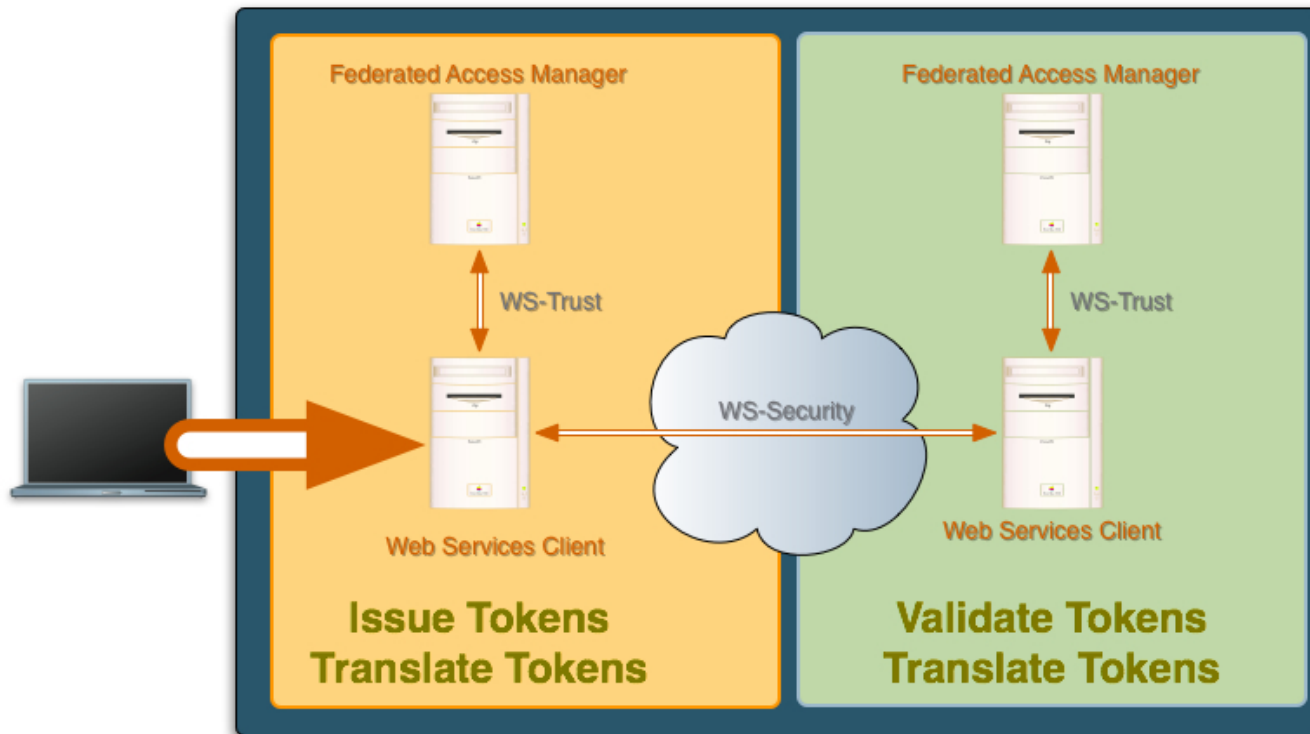 Federated Access Manager
Federated Access Manager
WS-Trust
WS-Trust
WS-Security
Web Services Client
Web Services Client
Issue Tokens
Translate Tokens
Validate Tokens
Translate Tokens